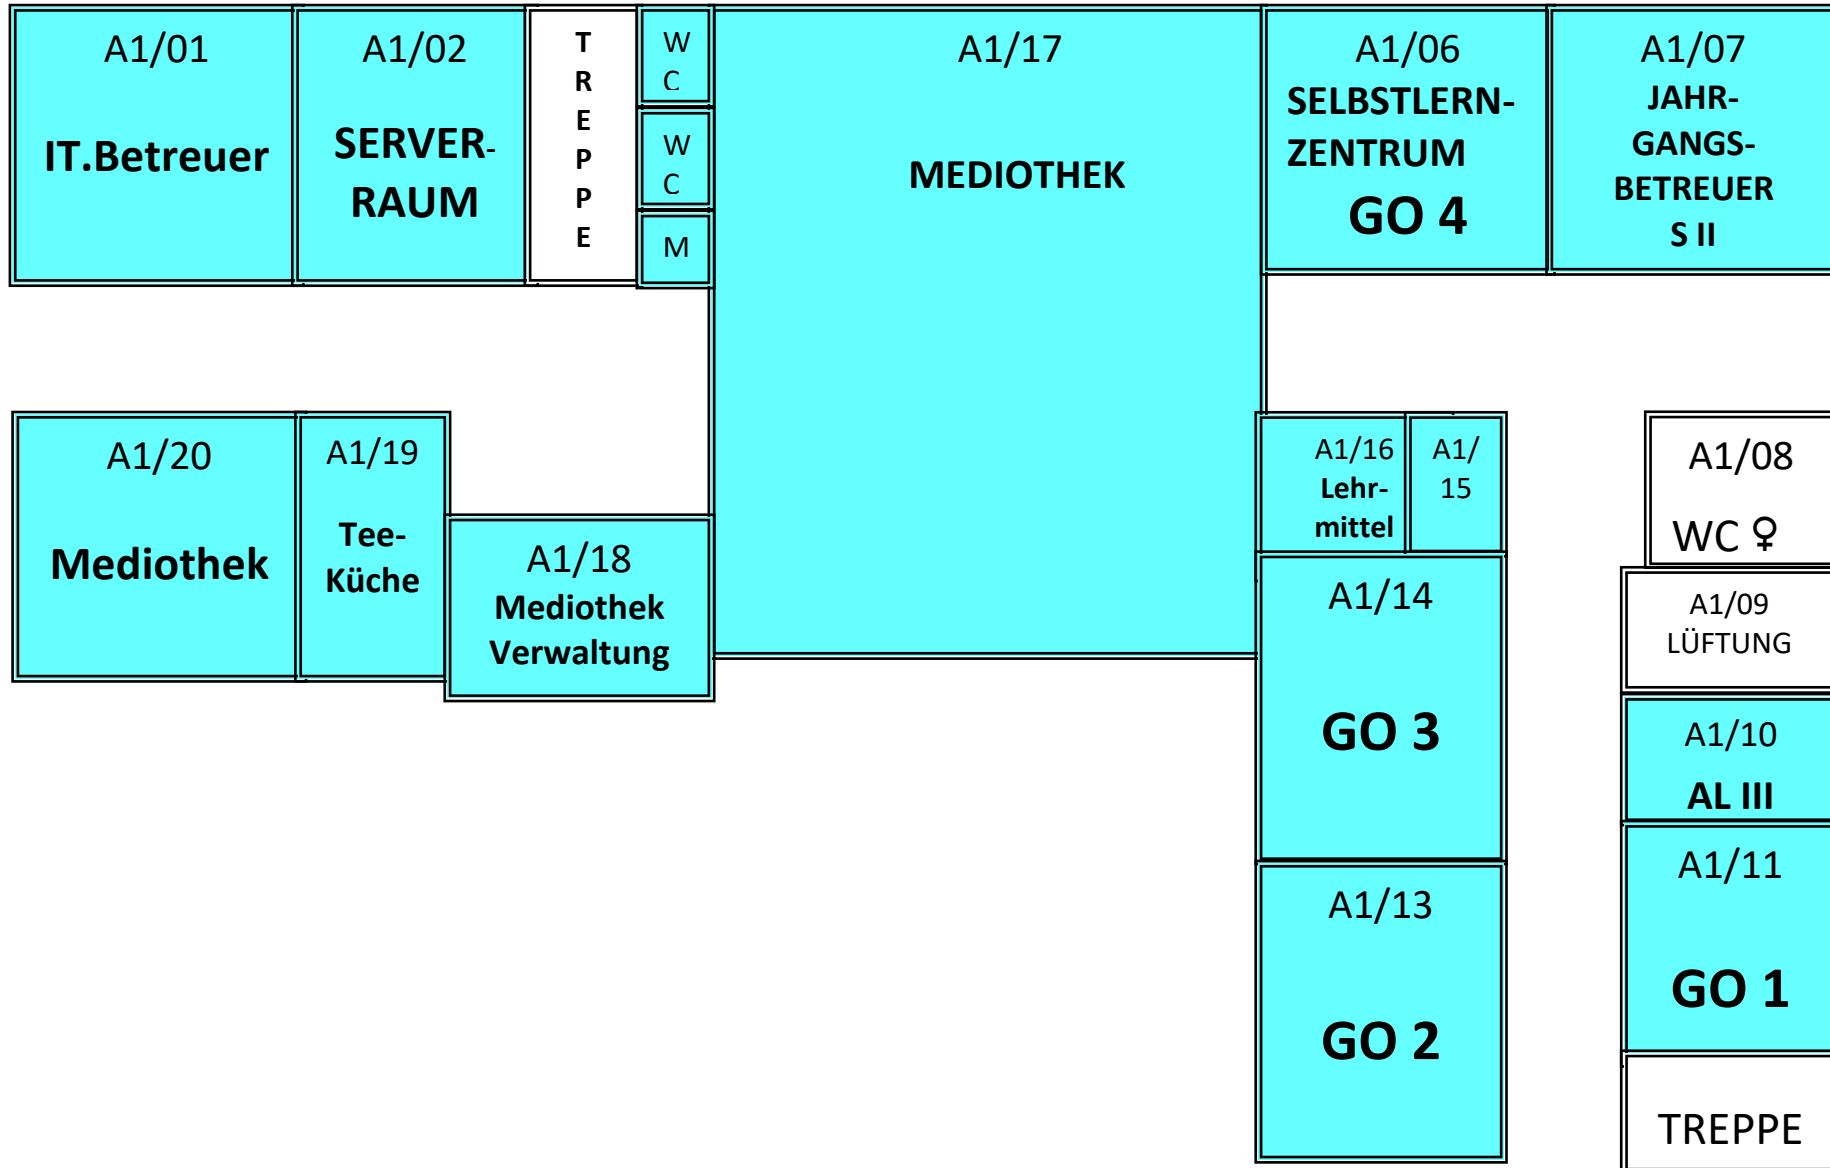 A1/01
IT.Betreuer
A1/02
SERVER-
RAUM
T
R
E
P
P
E
W
C
W
C
M
A1/17
MEDIOTHEK
A1/06
SELBSTLERN-
ZENTRUM
GO 4
A1/07
JAHR-
GANGS-
BETREUER
S II
A1/20
Mediothek
A1/19
Tee-
Küche
A1/18
Mediothek
Verwaltung
A1/16
Lehr-
mittel
A1/
15
A1/08
WC ♀
A1/14
GO 3
A1/09
LÜFTUNG
A1/10
AL III
A1/13
GO 2
A1/11
GO 1
TREPPE